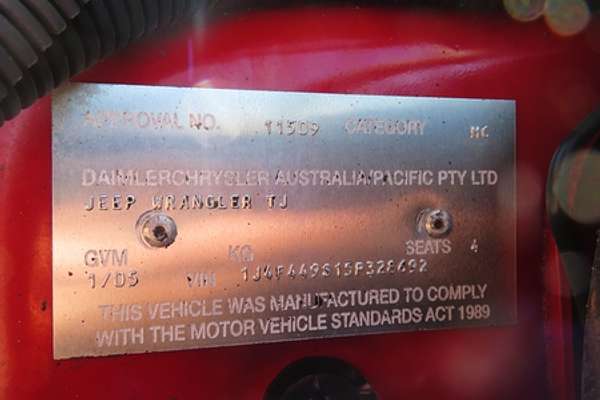 APPROVAL NO. 11509 CATEGORY MC
DAIMLERCHRYSLER AUSTRALIA/PACIFIC PTY LTD
JEEP WRANGLER TJ
GVM KG SEATS 4
1/05 VIN 1J4F449S15P328692
THIS VEHICLE WAS MANUFACTURED TO COMPLY
WITH THE MOTOR VEHICLE STANDARDS ACT 1989